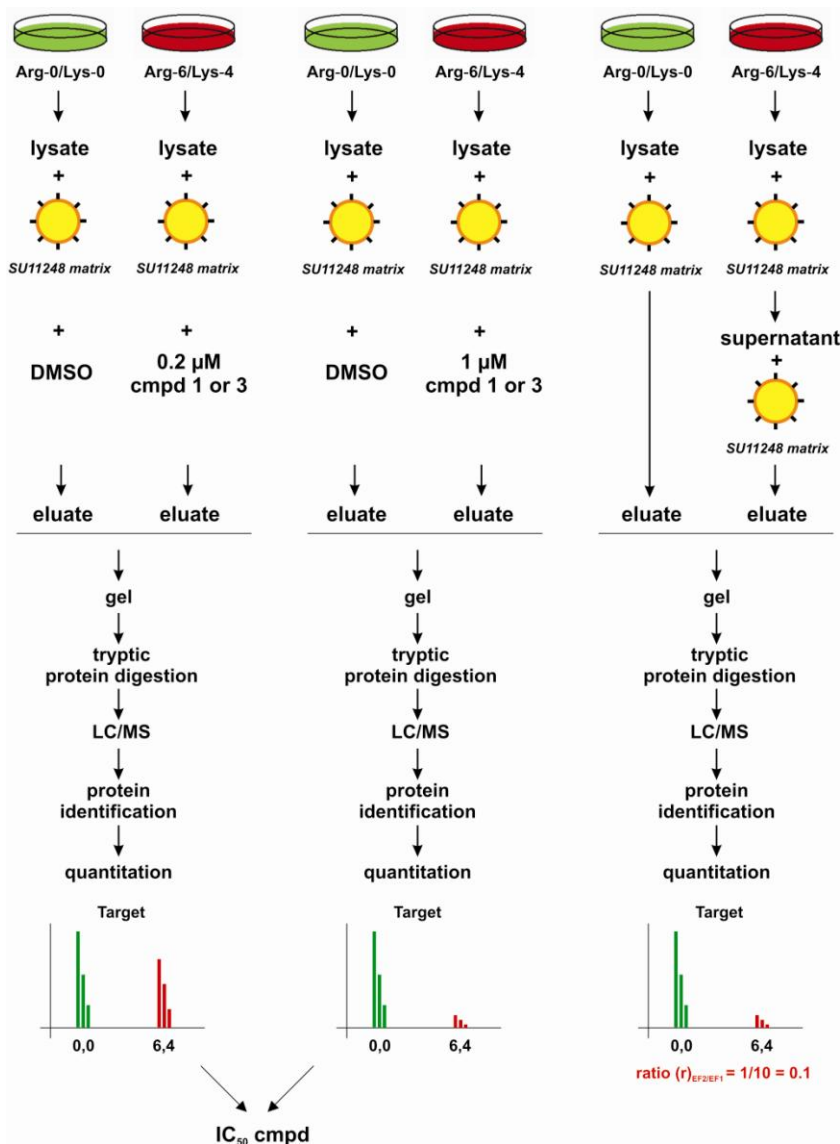 Arg-0/Lys-0 Arg-6/Lys-4 Arg-0/Lys-0 Arg-6/Lys-4 Arg-0/Lys-0 Arg-6/Lys-4
lysate lysate lysate lysate lysate lysate
+ + + + + +
SU11248 matrix SU11248 matrix SU11248 matrix SU11248 matrix SU11248 matrix SU11248 matrix
+ + + +
DMSO
0.2 µM
cmpd 1 or 3
DMSO
1 µM
cmpd 1 or 3
supernatant
+
SU11248 matrix
eluate eluate eluate eluate eluate eluate
gel gel gel
tryptic
protein digestion
tryptic
protein digestion
tryptic
protein digestion
LC/MS LC/MS LC/MS
protein
identification
protein
identification
protein
identification
quantitation quantitation quantitation
Target Target Target
0,0 6,4 0,0 6,4 0,0 6,4
ratio (r)EF2/EF1 = 1/10 = 0.1
IC50 cmpd